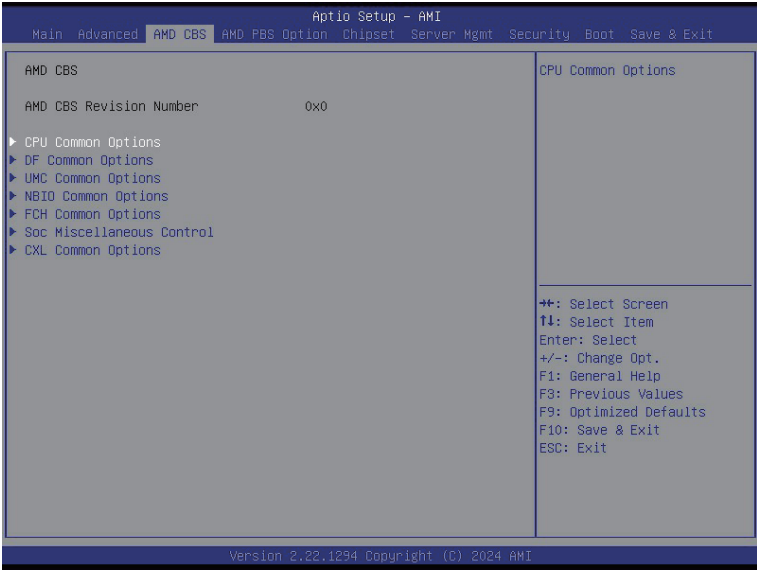 Aptio Setup - AMI
Main Advanced AMD CBS AMD PBS Option Chipset Server Mgmt Security Boot Save & Exit
AMD CBS
AMD CBS Revision Number 0x0
CPU Common Options
DF Common Options
UMC Common Options
NBIO Common Options
FCH Common Options
Soc Miscellaneous Control
CXL Common Options
CPU Common Options
→←: Select Screen
↑↓: Select Item
Enter: Select
+/-: Change Opt.
F1: General Help
F3: Previous Values
F9: Optimized Defaults
F10: Save & Exit
ESC: Exit
Version 2.22.1294 Copyright (C) 2024 AMI